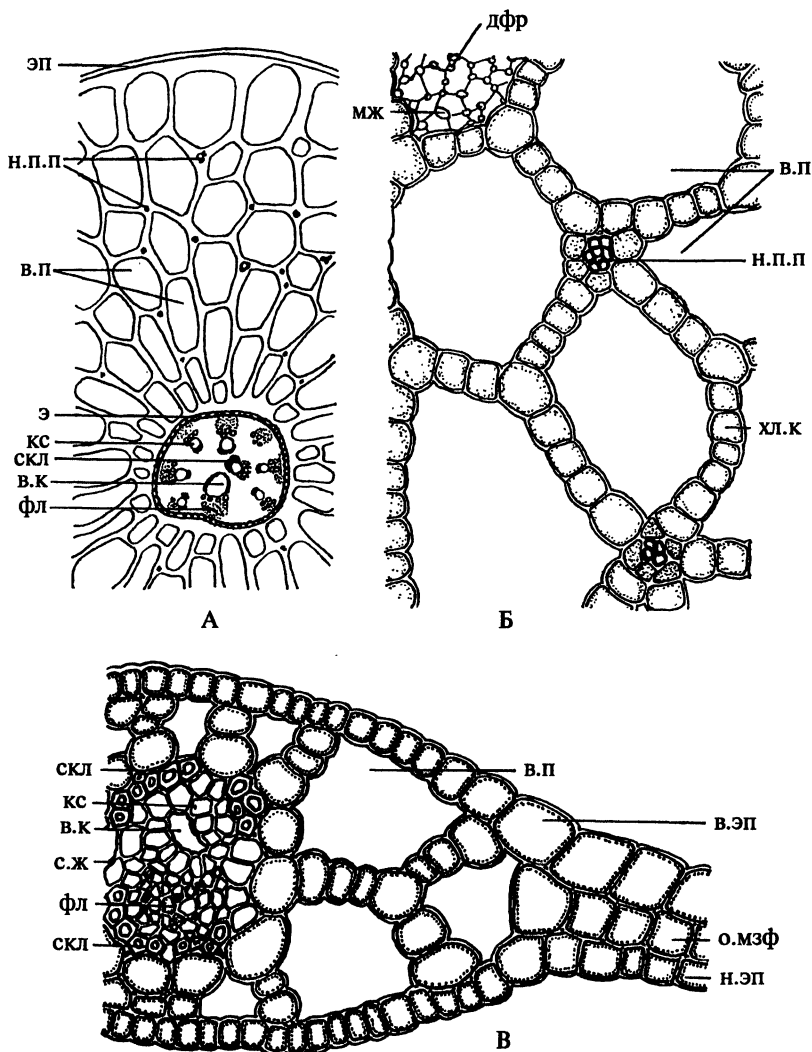 эп
н.п.п
в.п
э
кс
скл
в.к
фл
А
дфр
мж
в.п
н.п.п
хл.к
Б
скл
кс
в.к
с.ж
фл
скл
в.п
в.эп
о.мзф
н.эп
В